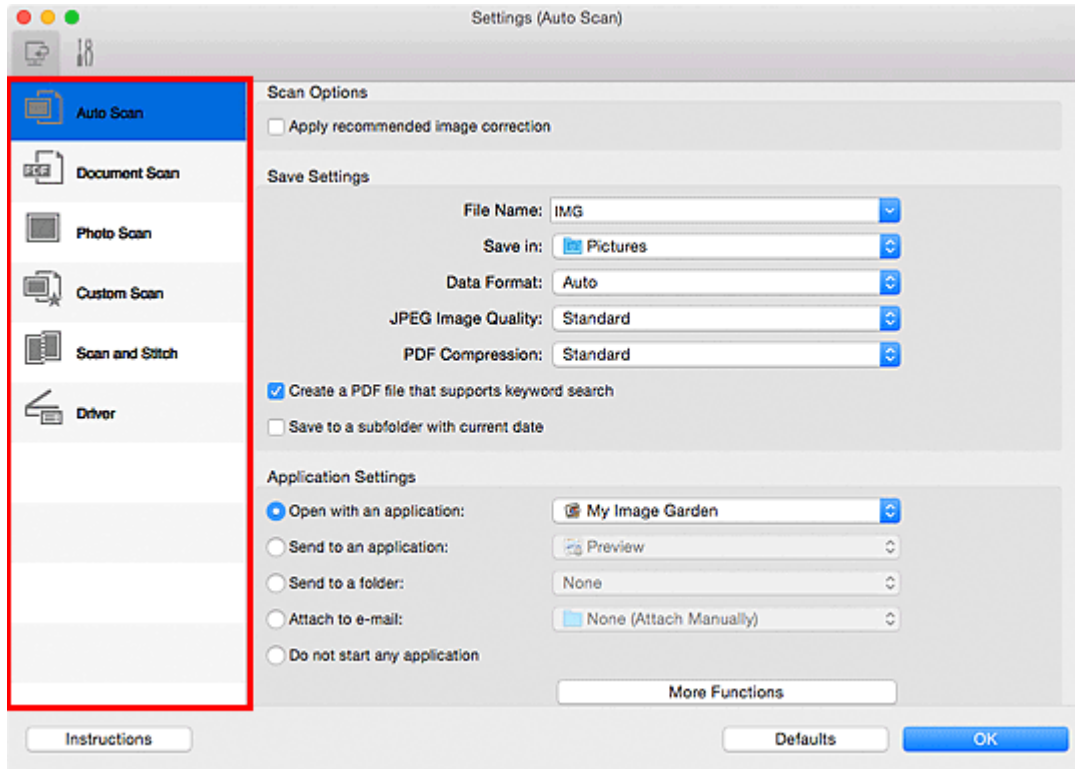 Settings (Auto Scan)
Auto Scan
Document Scan
Photo Scan
Custom Scan
Scan and Stitch
Driver
Scan Options
Apply recommended image correction
Save Settings
File Name: IMG
Save in: Pictures
Data Format: Auto
JPEG Image Quality: Standard
PDF Compression: Standard
Create a PDF file that supports keyword search
Save to a subfolder with current date
Application Settings
Open with an application: My Image Garden
Send to an application: Preview
Send to a folder: None
Attach to e-mail: None (Attach Manually)
Do not start any application
More Functions
Instructions Defaults OK